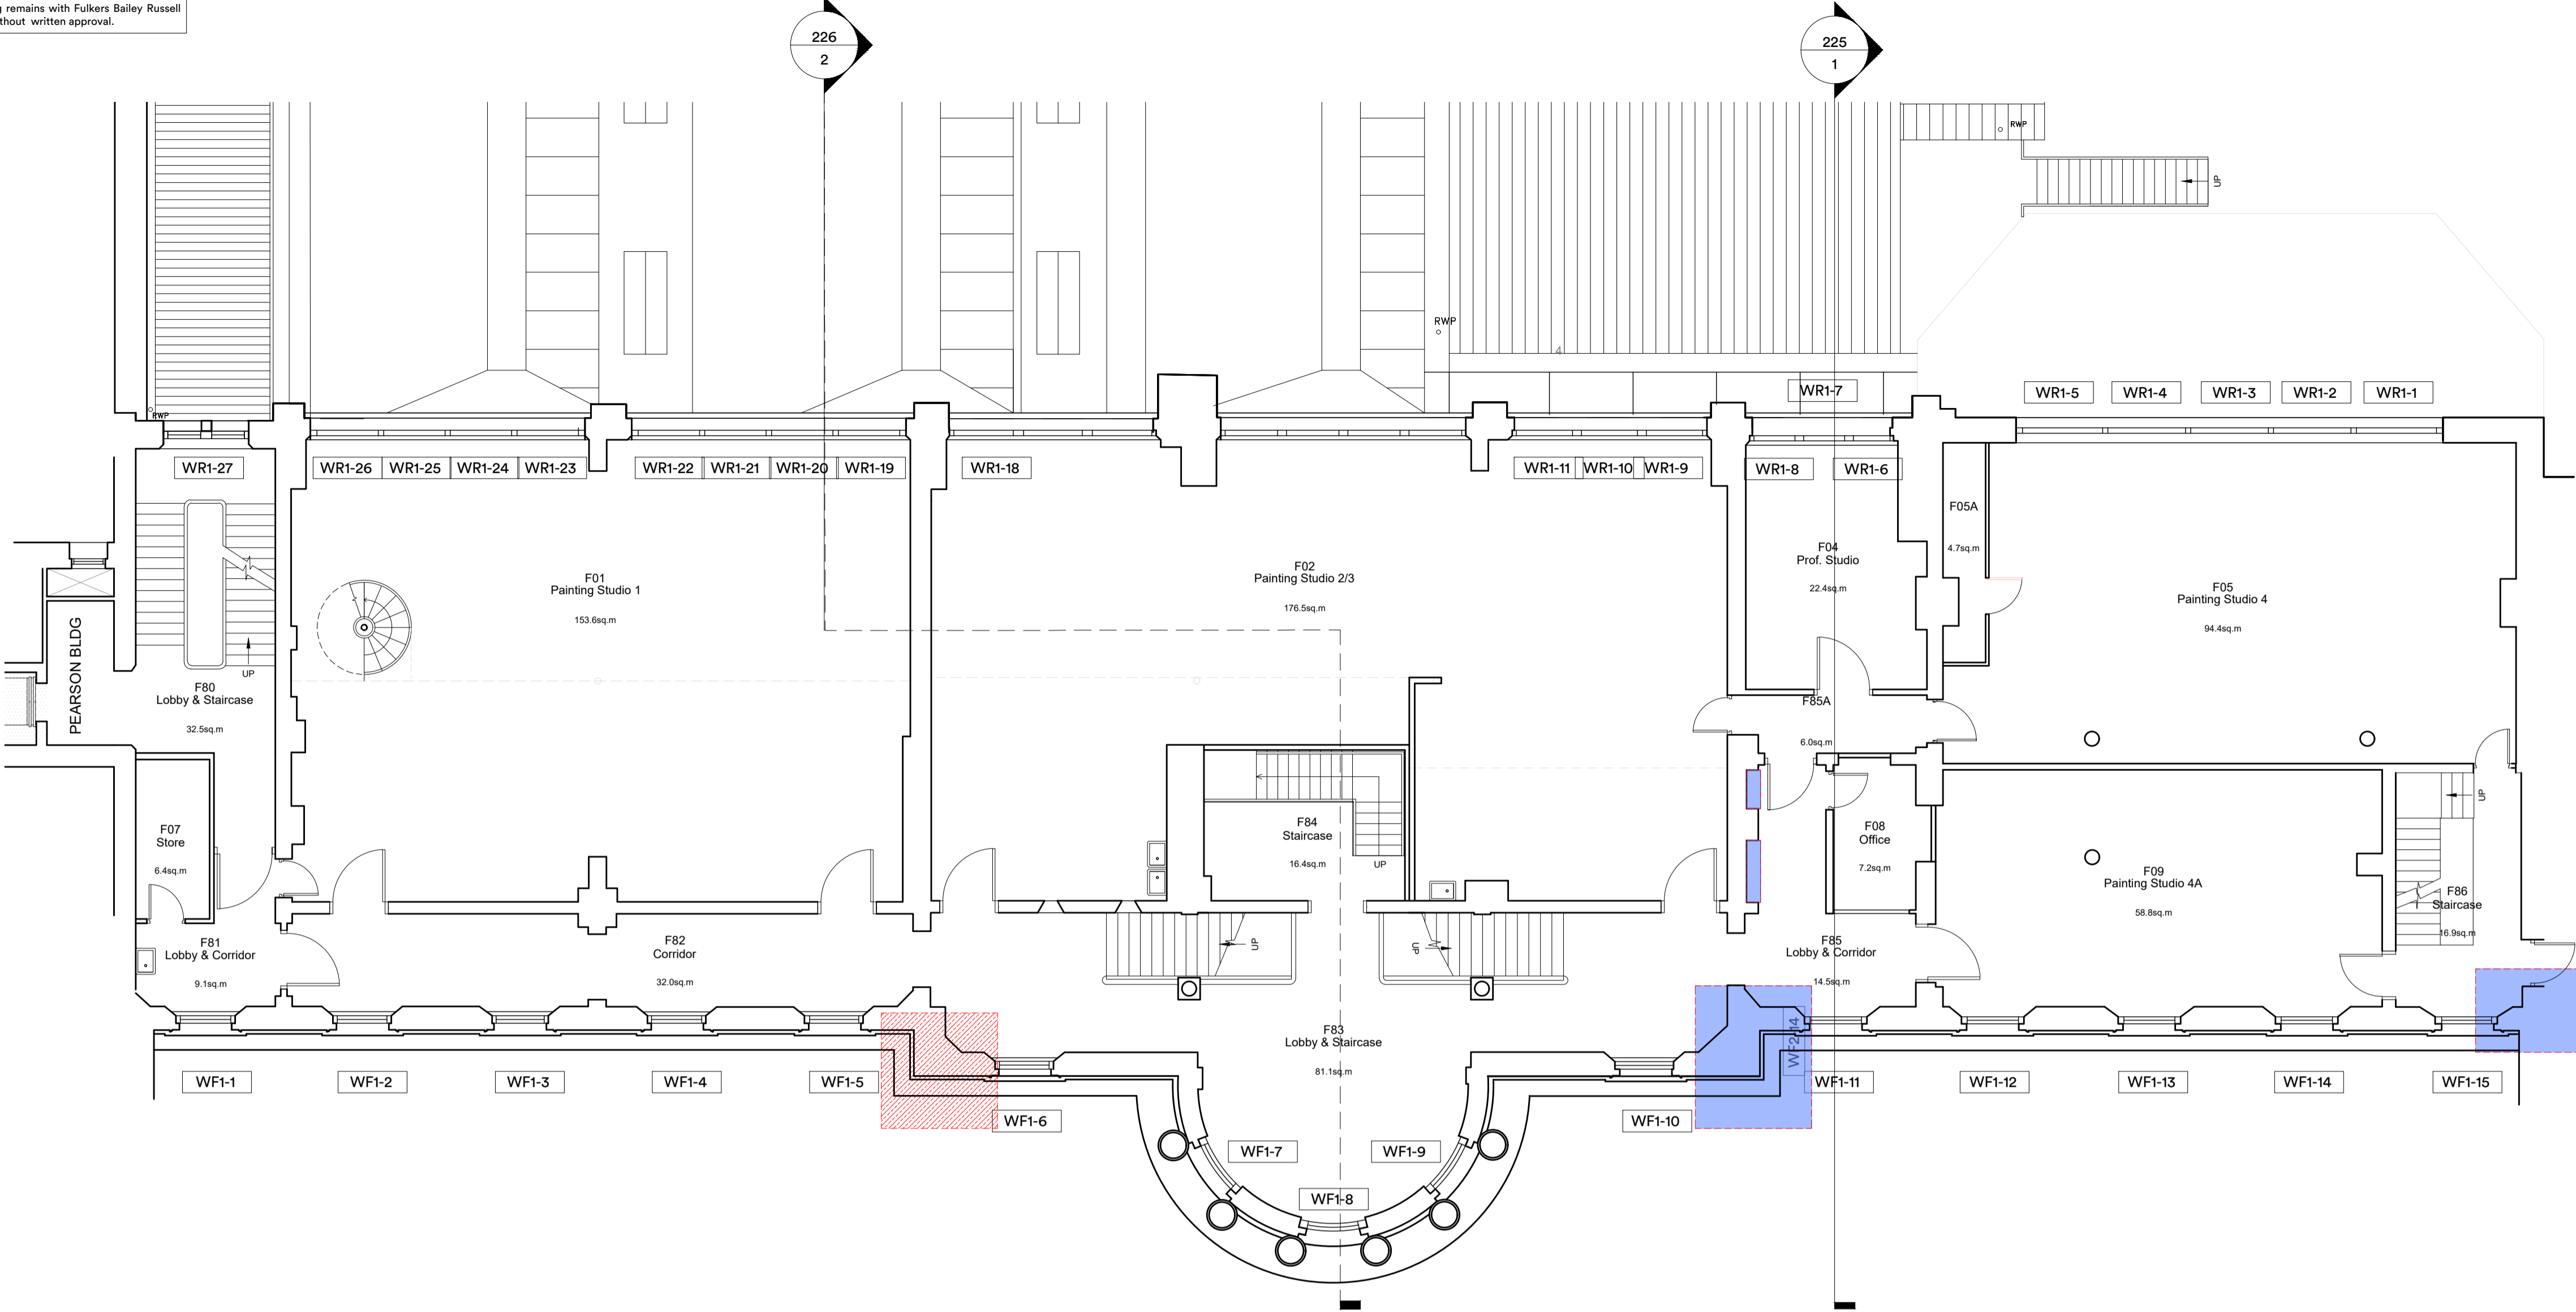 g remains with Fulkers Bailey Russell
thout written approval.
226
2
225
1
RWP
UP
RWP
4
RWP
WR1-7
WR1-5
WR1-4
WR1-3
WR1-2
WR1-1
WR1-27
WR1-26
WR1-25
WR1-24
WR1-23
WR1-22
WR1-21
WR1-20
WR1-19
WR1-18
WR1-11
WR1-10
WR1-9
WR1-8
WR1-6
F05A
4.7sq.m
F01
Painting Studio 1
153.6sq.m
F02
Painting Studio 2/3
176.5sq.m
F04
Prof. Studio
22.4sq.m
F05
Painting Studio 4
94.4sq.m
PEARSON BLDG
UP
F80
Lobby & Staircase
32.5sq.m
F85A
6.0sq.m
F07
Store
6.4sq.m
F84
Staircase
16.4sq.m
UP
F08
Office
7.2sq.m
F09
Painting Studio 4A
58.8sq.m
UP
F86
Staircase
16.9sq.m
F81
Lobby & Corridor
9.1sq.m
F82
Corridor
32.0sq.m
UP
UP
F85
Lobby & Corridor
14.5sq.m
F83
Lobby & Staircase
81.1sq.m
WF2-14
WF1-1
WF1-2
WF1-3
WF1-4
WF1-5
WF1-6
WF1-7
WF1-8
WF1-9
WF1-10
WF1-11
WF1-12
WF1-13
WF1-14
WF1-15